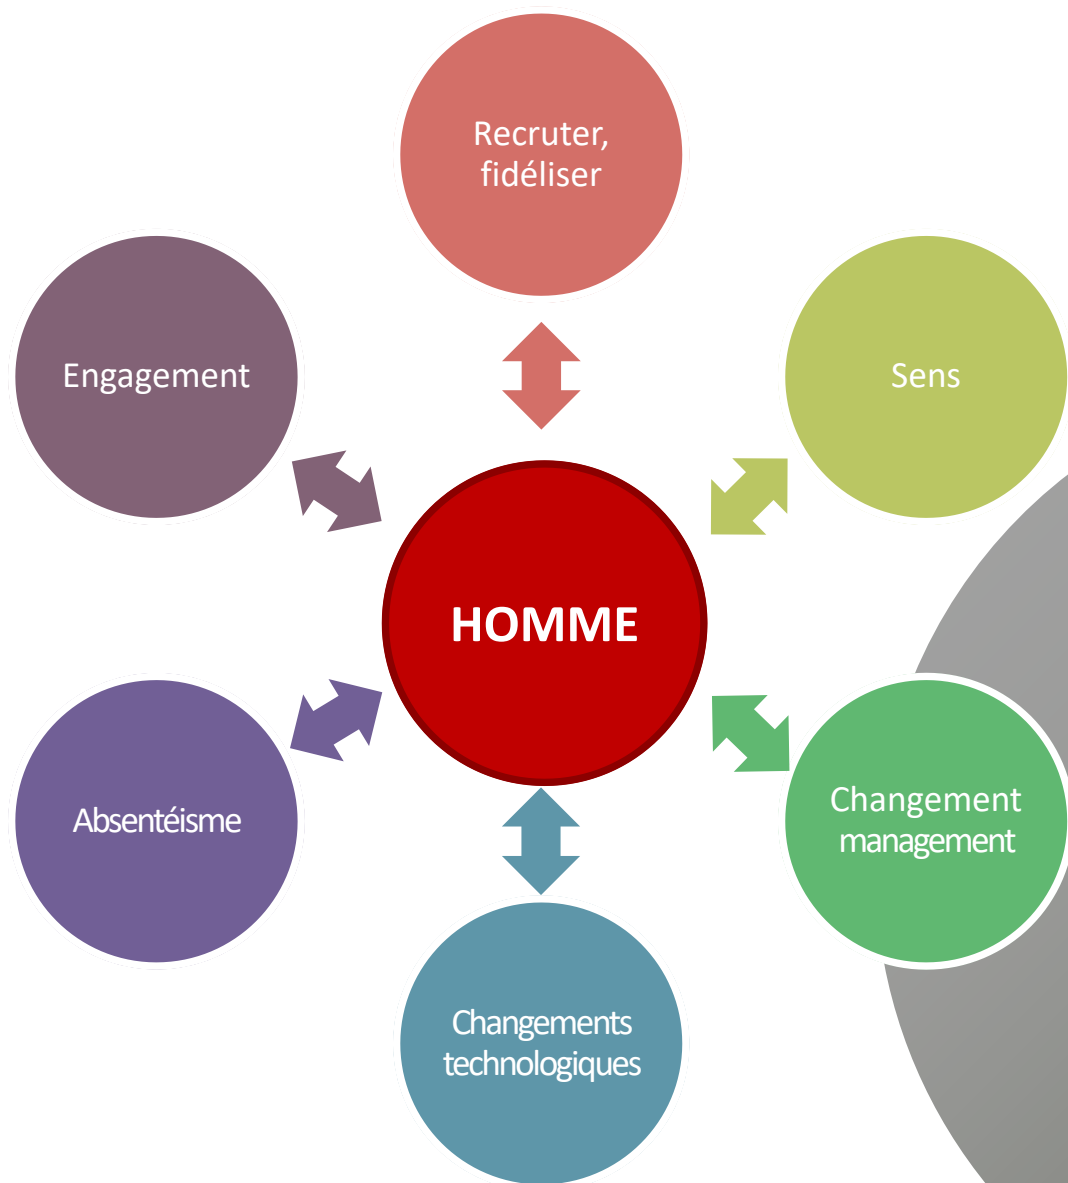 Recruter,
fidéliser
Engagement
Sens
HOMME
Absentéisme
Changement
management
Changements
technologiques